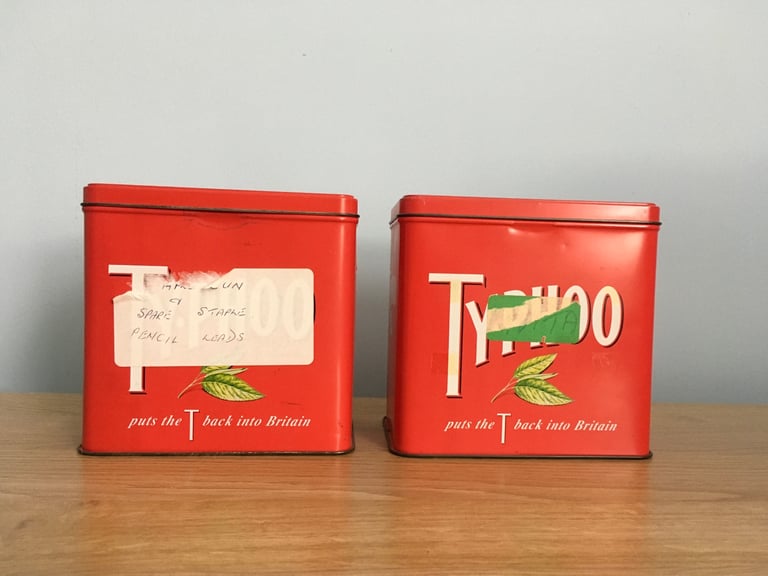 TYPHOO
&
SPARE STAPLE
PENCIL LEADS
puts the T back into Britain
TYPHOO
puts the T back into Britain